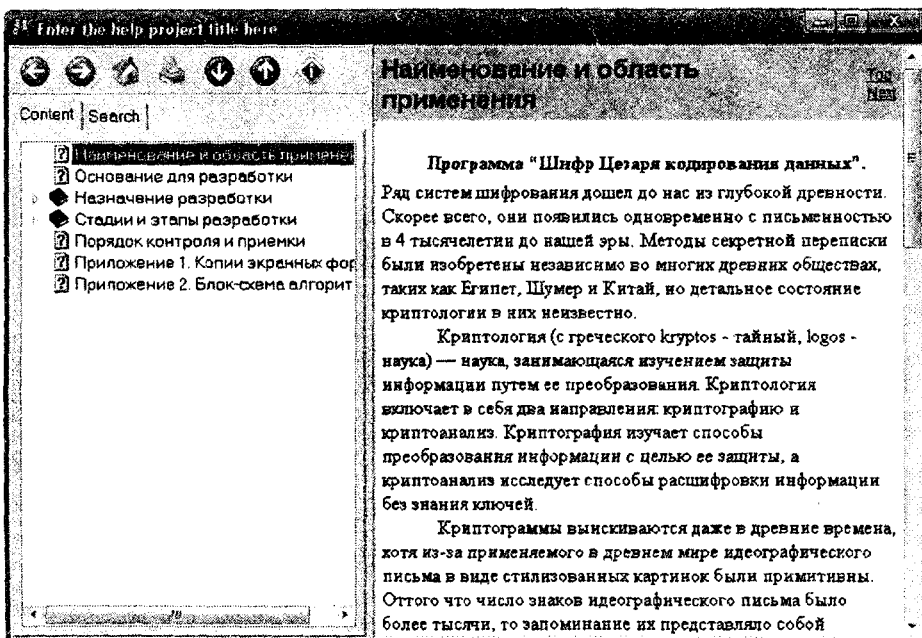 Enter the help project title here
Content Search
Наименование и область примене
Основание для разработки
Назначение разработки
Стадии и этапы разработки
Порядок контроля и приемки
Приложение 1. Копии экранных фор
Приложение 2. Блок-схема алгорит
Наименование и область
применения
Top
Next
Программа "Шифр Цезаря кодирования данных".
Ряд систем шифрования дошел до нас из глубокой древности.
Скорее всего, они появились одновременно с письменностью
в 4 тысячелетии до нашей эры. Методы секретной переписки
были изобретены независимо во многих древних обществах,
таких как Египет, Шумер и Китай, но детальное состояние
криптологии в них неизвестно.
Криптология (с греческого kryptos - тайный, logos -
наука) — наука, занимающаяся изучением защиты
информации путем ее преобразования. Криптология
включает в себя два направления: криптографию и
криптоанализ. Криптография изучает способы
преобразования информации с целью ее защиты, а
криптоанализ исследует способы расшифровки информации
без знания ключей.
Криптограммы выискиваются даже в древние времена,
хотя из-за применяемого в древнем мире идеографического
письма в виде стилизованных картинок были примитивны.
Оттого что число знаков идеографического письма было
более тысячи, то запоминание их представляло собой